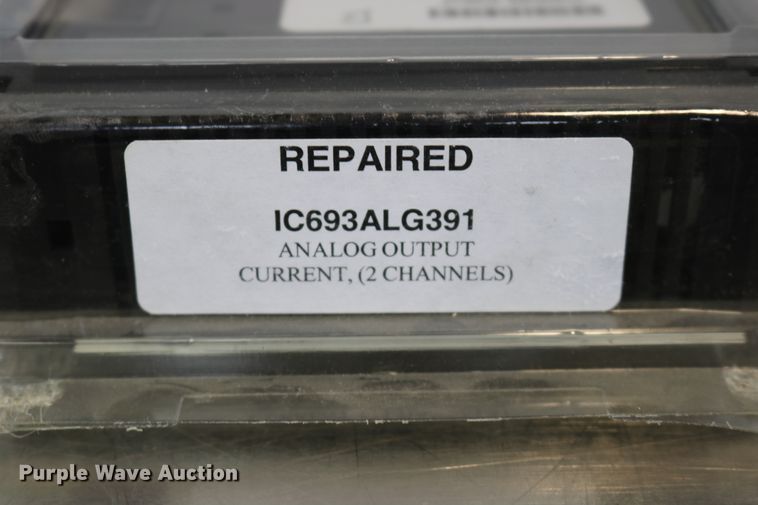 REPAIRED
IC693ALG391
ANALOG OUTPUT
CURRENT, (2 CHANNELS)
Purple Wave Auction